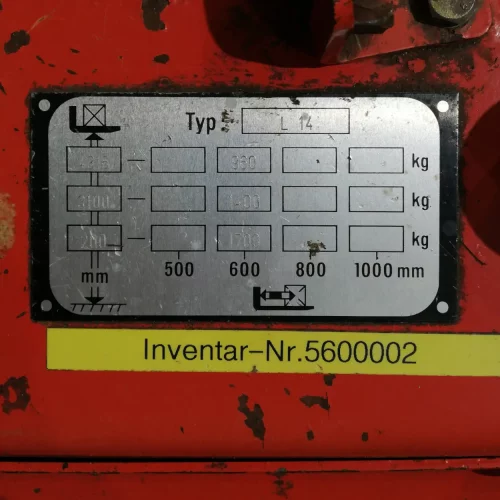 Typ L 14
kg
kg
kg
mm 500 600 800 1000 mm
Inventar-Nr.5600002